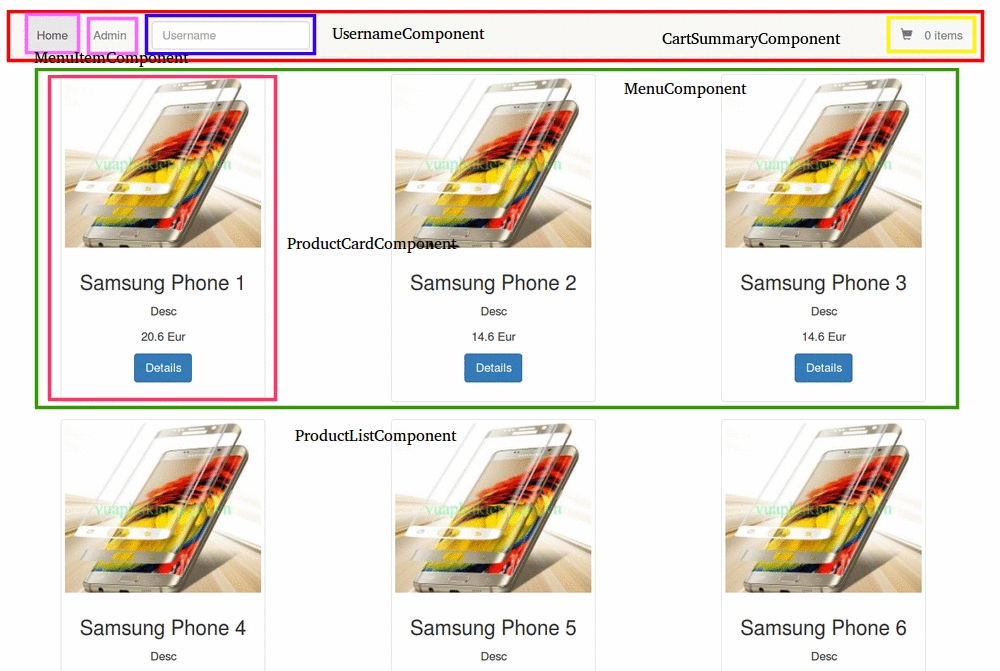 Home Admin Username UsernameComponent CartSummaryComponent 0 items
MenuItemComponent
MenuComponent
ProductCardComponent
Samsung Phone 1 Samsung Phone 2 Samsung Phone 3
Desc Desc Desc
20.6 Eur 14.6 Eur 14.6 Eur
Details Details Details
ProductListComponent
Samsung Phone 4 Samsung Phone 5 Samsung Phone 6
Desc Desc Desc